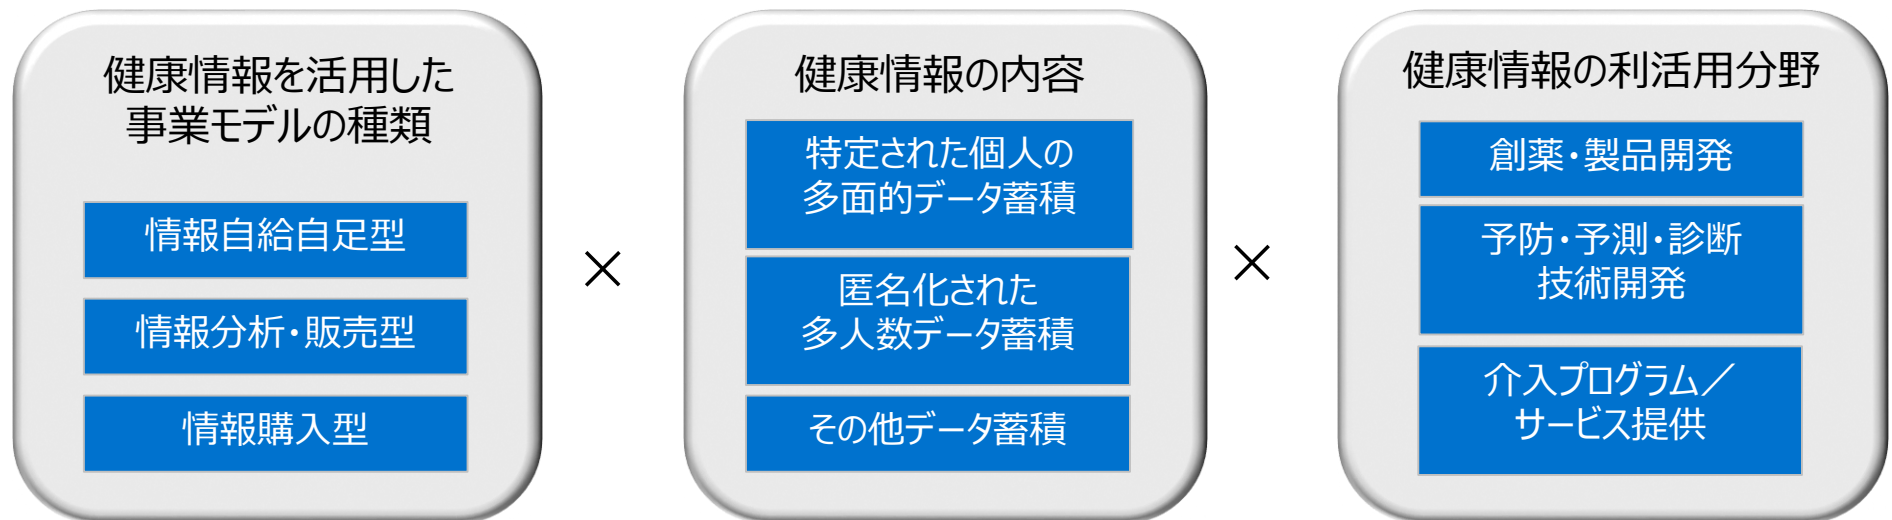 健康情報を活用した
事業モデルの種類
情報自給自足型
情報分析・販売型
情報購入型
×
健康情報の内容
特定された個人の
多面的データ蓄積
匿名化された
多人数データ蓄積
その他データ蓄積
×
健康情報の利活用分野
創薬・製品開発
予防・予測・診断
技術開発
介入プログラム／
サービス提供